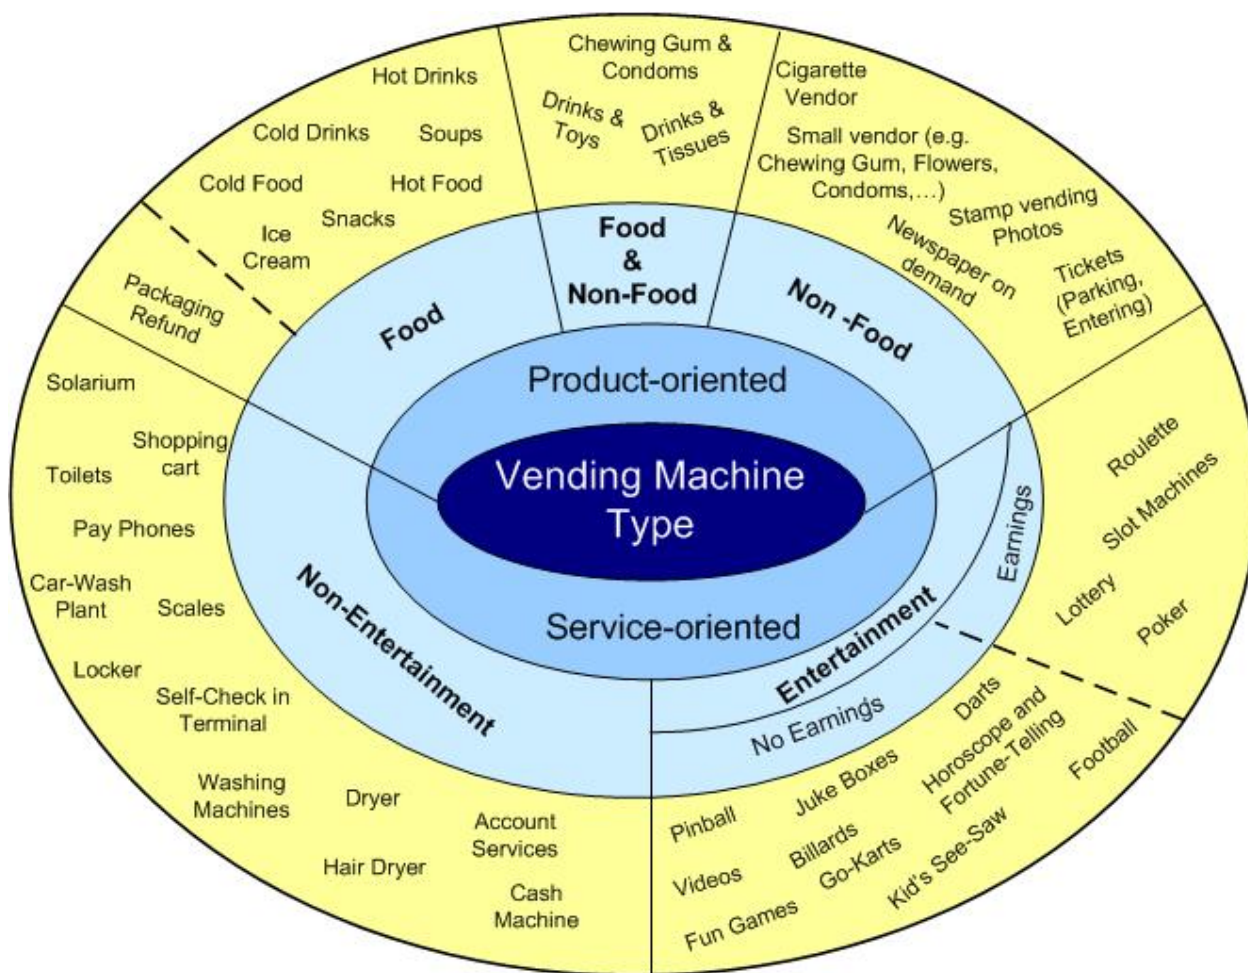 Vending Machine
Type
Product-oriented
Service-oriented
Food
Food
&
Non-Food
Non -Food
Non-Entertainment
Entertainment
Earnings
No Earnings
Hot Drinks
Cold Drinks
Soups
Cold Food
Hot Food
Snacks
Ice
Cream
Packaging
Refund
Chewing Gum &
Condoms
Drinks &
Toys
Drinks &
Tissues
Cigarette
Vendor
Small vendor (e.g.
Chewing Gum, Flowers,
Condoms,…)
Stamp vending
Photos
Newspaper on
demand
Tickets
(Parking,
Entering)
Roulette
Slot Machines
Lottery
Poker
Darts
Horoscope and
Fortune-Telling
Football
Juke Boxes
Pinball
Billards
Go-Karts
Kid's See-Saw
Videos
Fun Games
Solarium
Shopping
cart
Toilets
Pay Phones
Car-Wash
Plant
Scales
Locker
Self-Check in
Terminal
Washing
Machines
Dryer
Account
Services
Hair Dryer
Cash
Machine